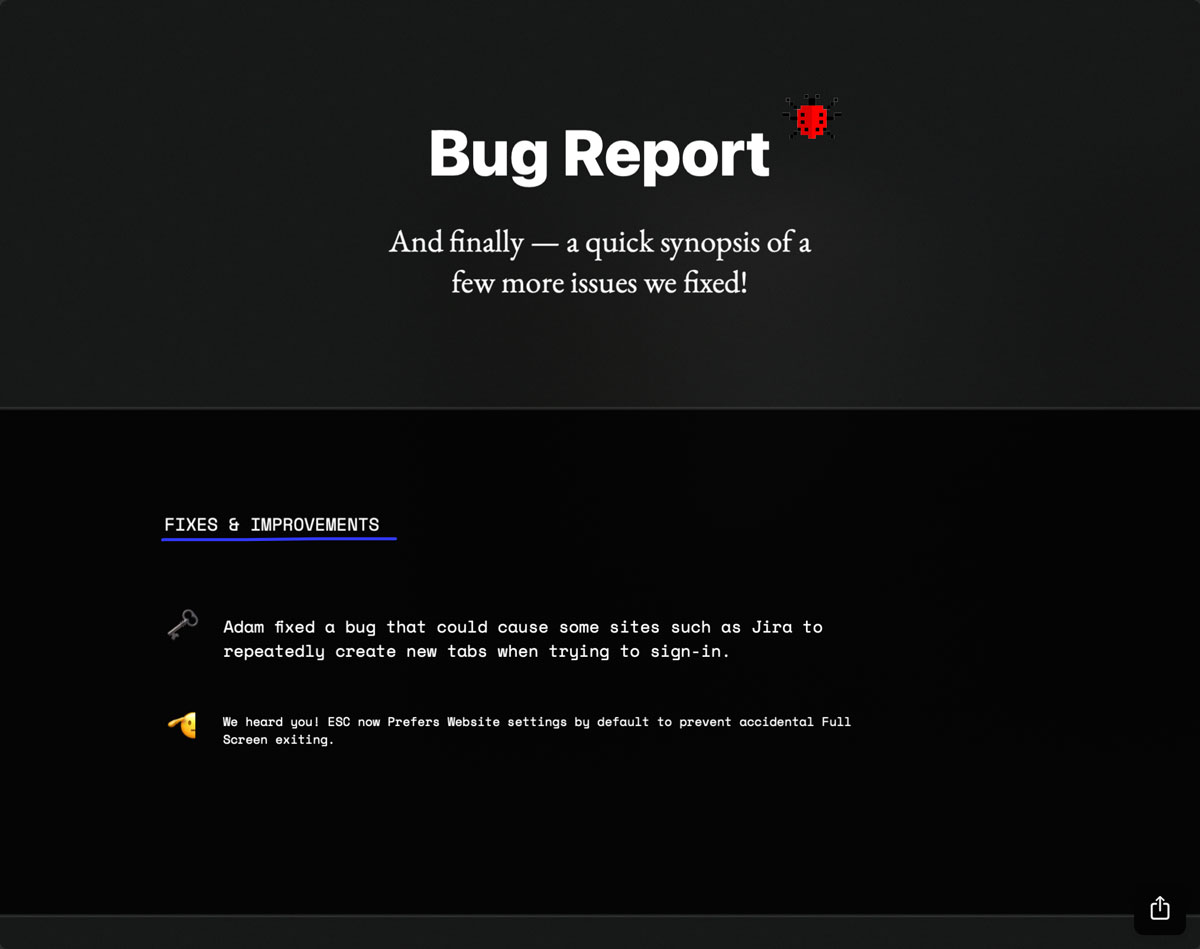 Bug Report
And finally — a quick synopsis of a
few more issues we fixed!
FIXES & IMPROVEMENTS
Adam fixed a bug that could cause some sites such as Jira to
repeatedly create new tabs when trying to sign-in.
We heard you! ESC now Prefers Website settings by default to prevent accidental Full
Screen exiting.